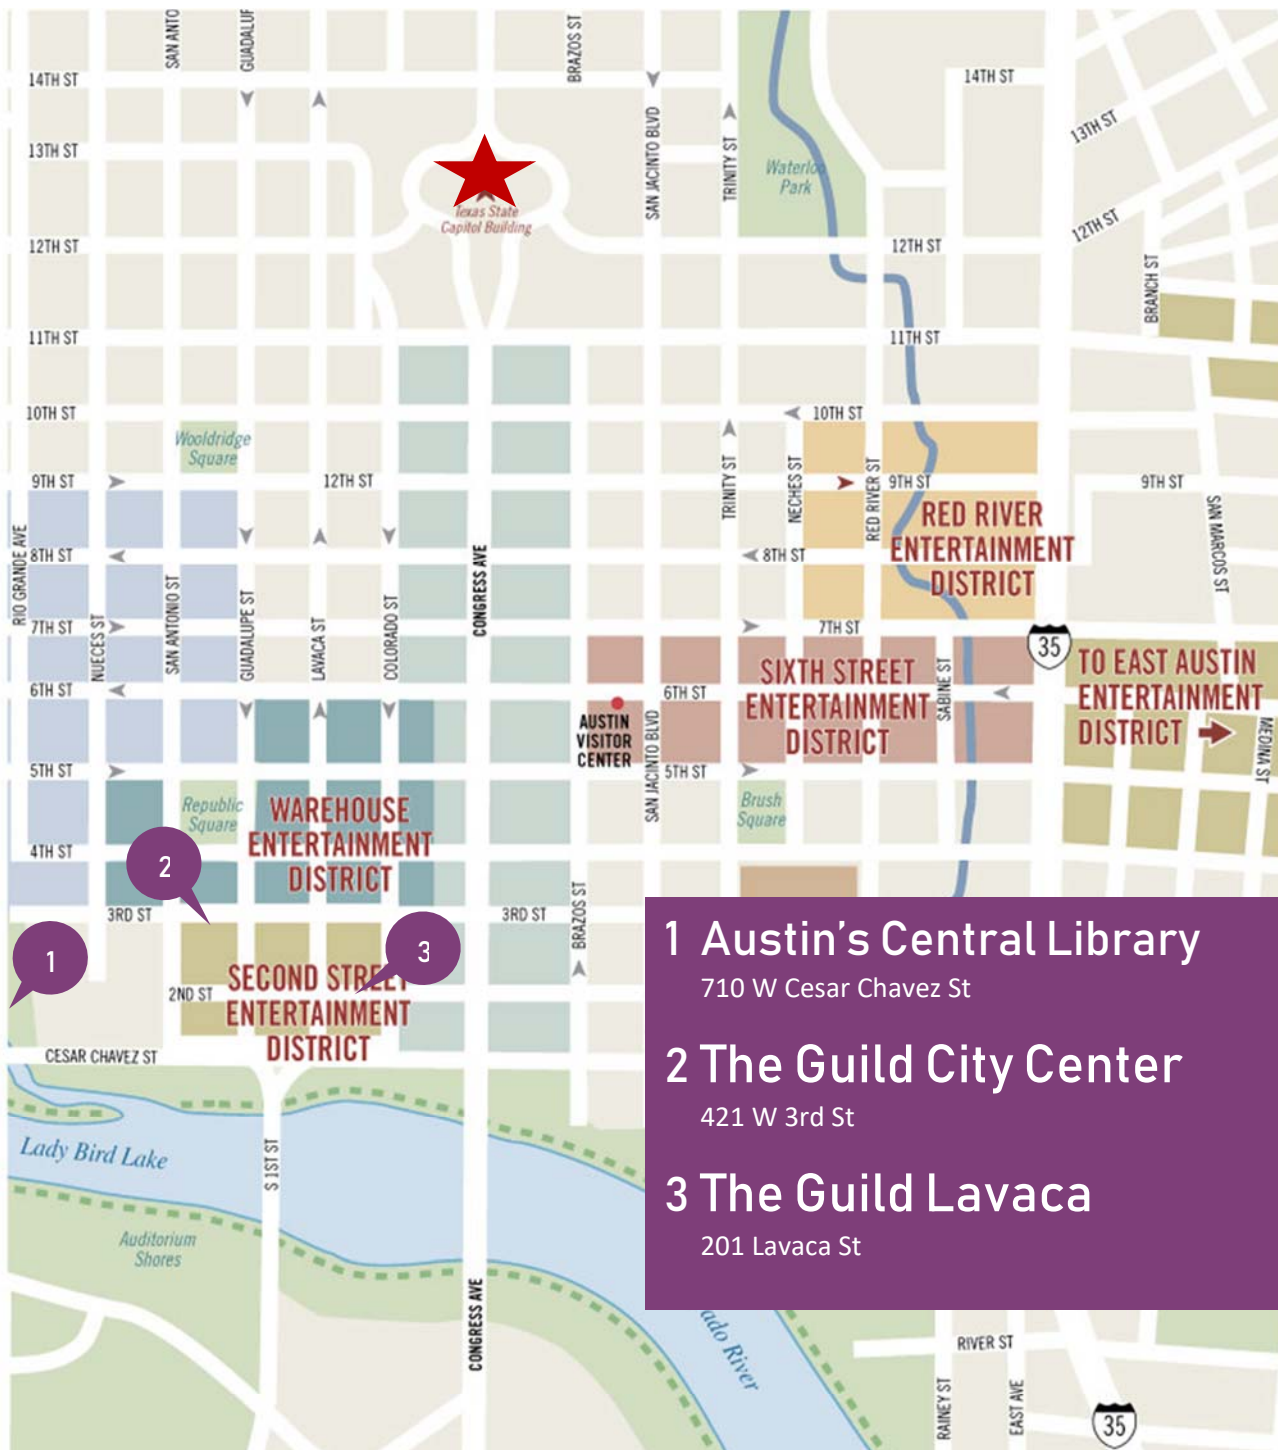 SAN ANTO
GUADALUP
BRAZOS ST
14TH ST
14TH ST
13TH ST
13TH ST
SAN JACINTO BLVD
TRINITY ST
Waterloo
Park
Texas State
Capitol Building
12TH ST
12TH ST
12TH ST
BRANCH ST
11TH ST
11TH ST
10TH ST
10TH ST
Wooldridge
Square
9TH ST
12TH ST
TRINITY ST
NECHES ST
RED RIVER ST
9TH ST
9TH ST
SAN MARCOS ST
RED RIVER
ENTERTAINMENT
DISTRICT
RIO GRANDE AVE
8TH ST
8TH ST
CONGRESS AVE
NUECES ST
SAN ANTONIO ST
GUADALUPE ST
LAVACA ST
COLORADO ST
7TH ST
7TH ST
35
SIXTH STREET
ENTERTAINMENT
DISTRICT
SABINE ST
TO EAST AUSTIN
ENTERTAINMENT
DISTRICT
MEDINA ST
6TH ST
6TH ST
AUSTIN
VISITOR
CENTER
SAN JACINTO BLVD
5TH ST
5TH ST
Republic
Square
WAREHOUSE
ENTERTAINMENT
DISTRICT
Brush
Square
4TH ST
2
3RD ST
3RD ST
BRAZOS ST
1
3
SECOND STREET
ENTERTAINMENT
DISTRICT
2ND ST
CESAR CHAVEZ ST
1 Austin's Central Library
710 W Cesar Chavez St
2 The Guild City Center
421 W 3rd St
3 The Guild Lavaca
201 Lavaca St
Lady Bird Lake
S 1ST ST
Auditorium
Shores
CONGRESS AVE
ado River
RIVER ST
RAINEY ST
EAST AVE
35